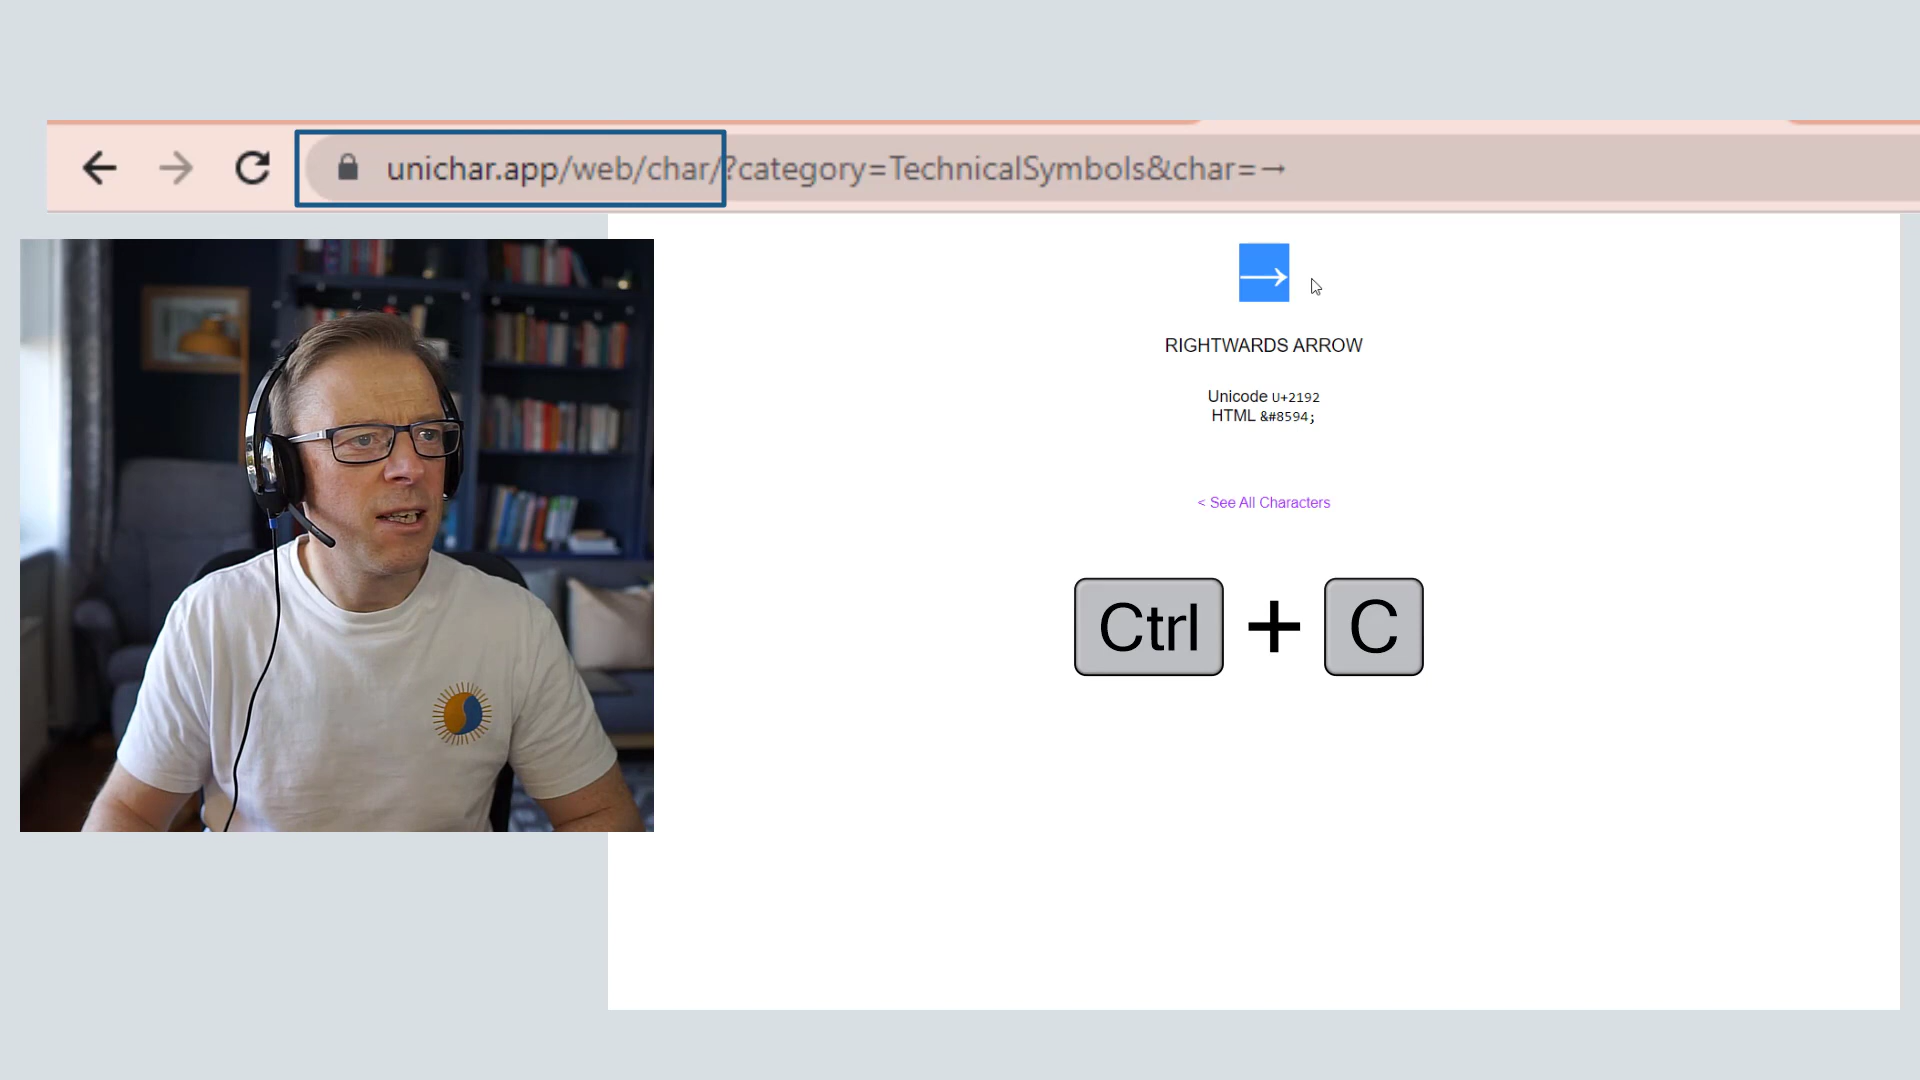 unichar.app/web/char/?category=TechnicalSymbols&char=→
→
RIGHTWARDS ARROW
Unicode U+2192
HTML &#8594;
< See All Characters
Ctrl + C